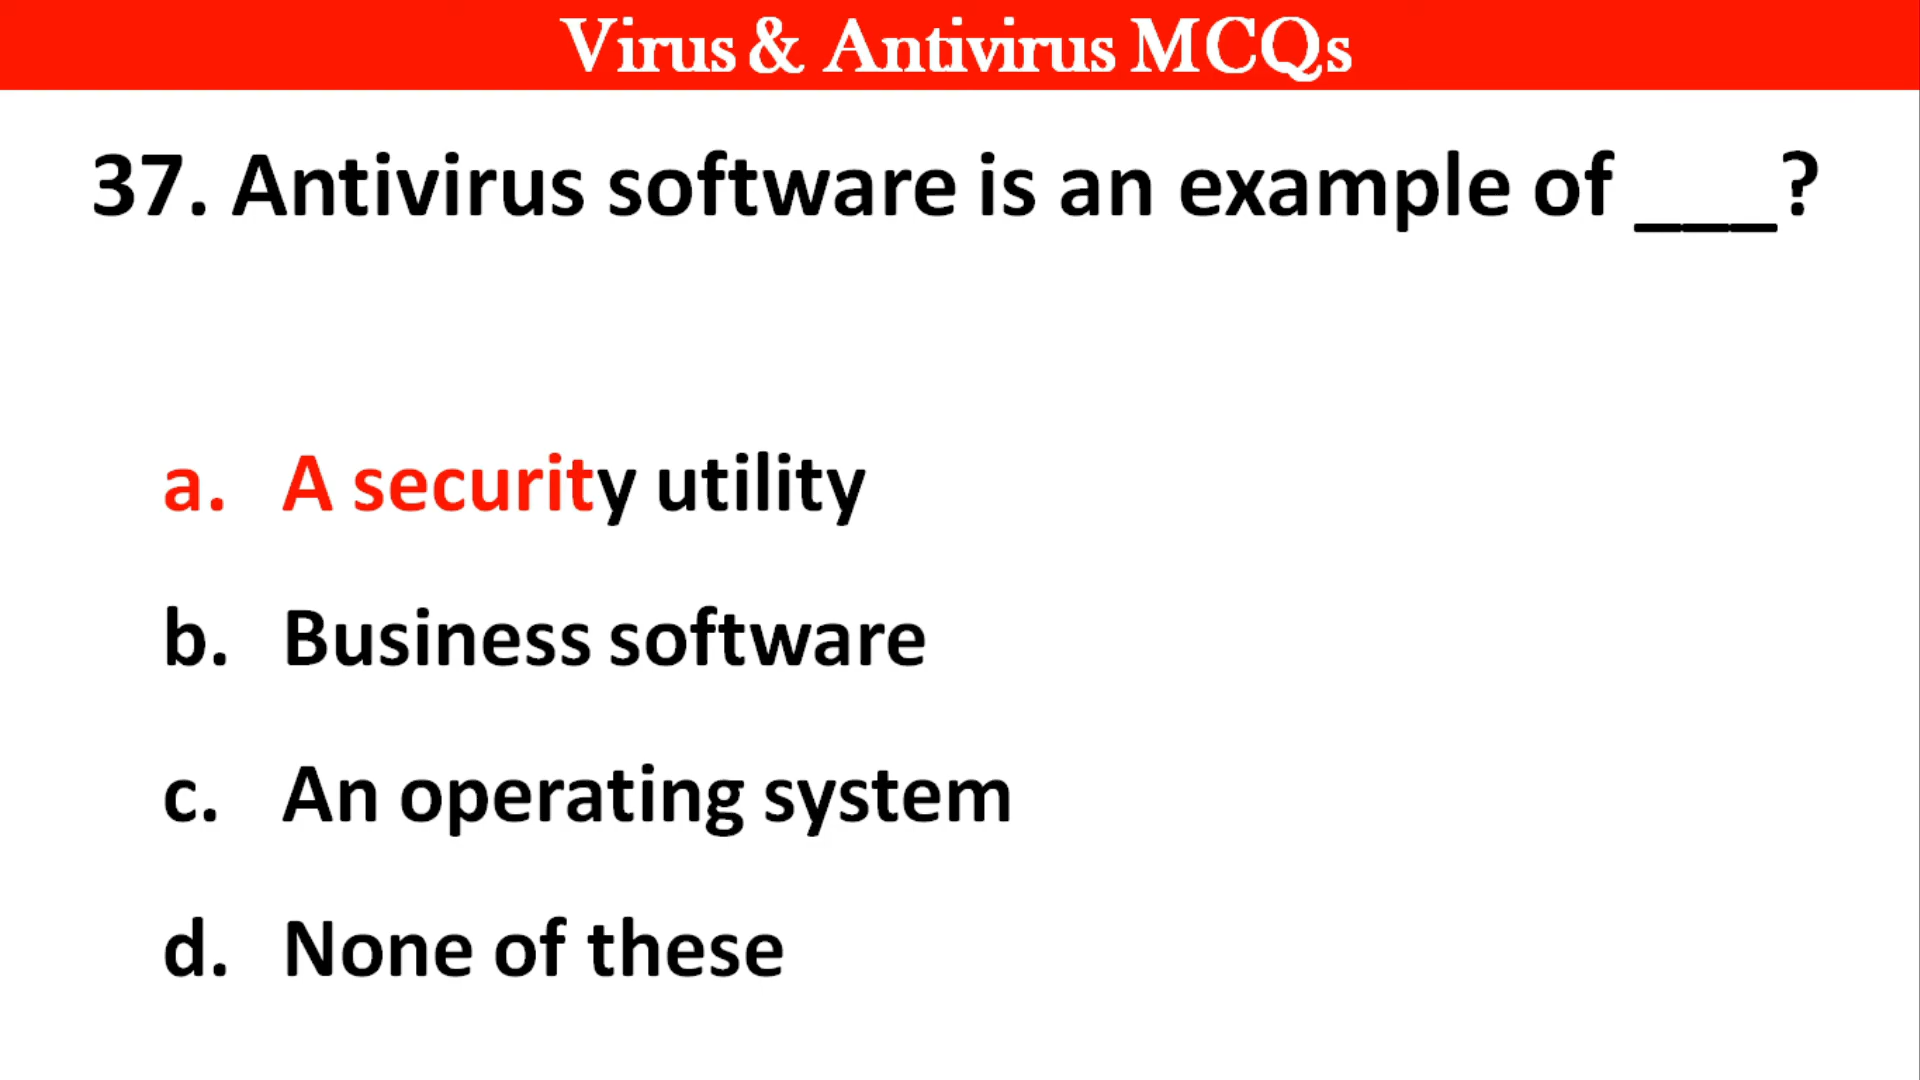 Virus & Antivirus MCQs
37. Antivirus software is an example of ___?
a. A security utility
b. Business software
c. An operating system
d. None of these